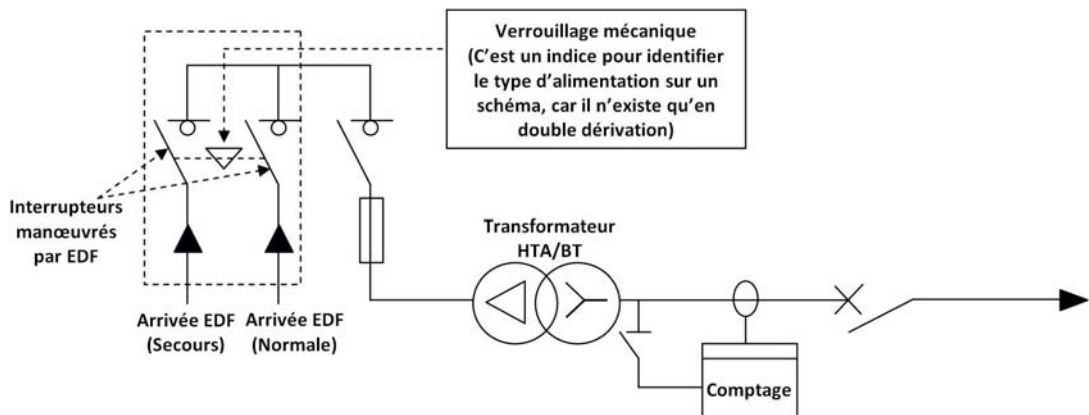 Verrouillage mécanique
(C’est un indice pour identifier
le type d’alimentation sur un
schéma, car il n’existe qu’en
double dérivation)
Interrupteurs
manœuvrés
par EDF
Transformateur
HTA/BT
Arrivée EDF
(Secours)
Arrivée EDF
(Normale)
Comptage